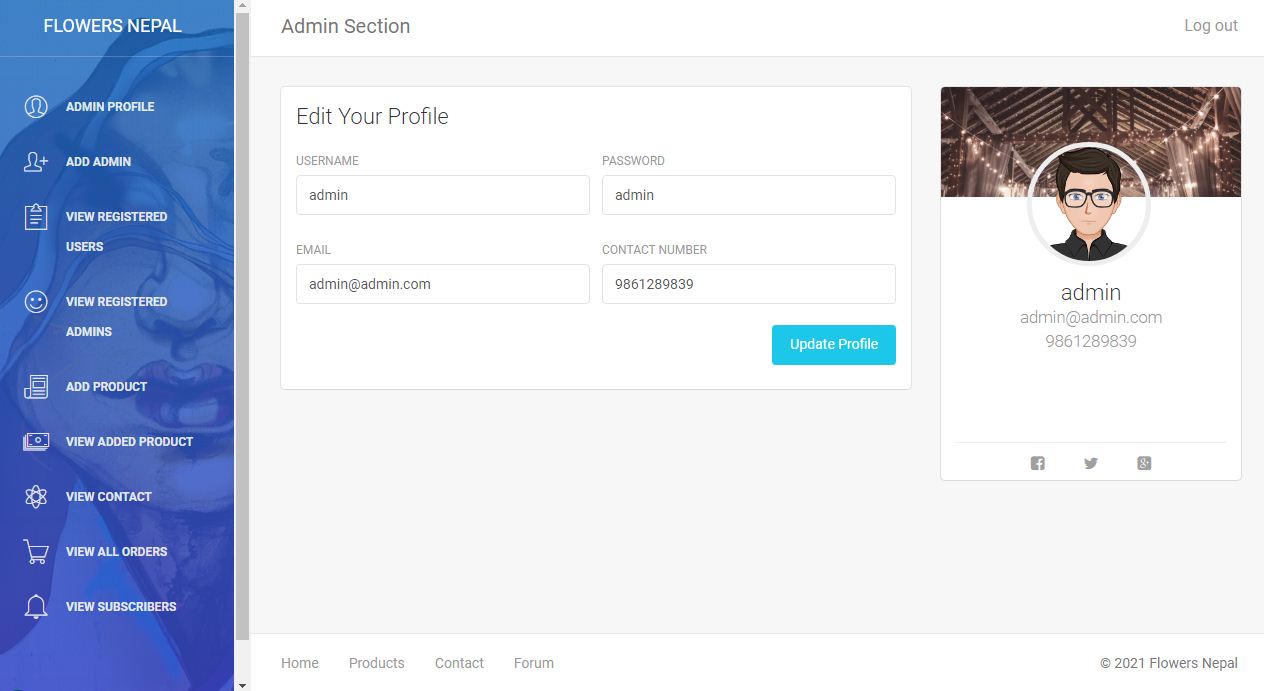 FLOWERS NEPAL
ADMIN PROFILE
ADD ADMIN
VIEW REGISTERED
USERS
VIEW REGISTERED
ADMINS
ADD PRODUCT
VIEW ADDED PRODUCT
VIEW CONTACT
VIEW ALL ORDERS
VIEW SUBSCRIBERS
Admin Section
Log out
Edit Your Profile
USERNAME
PASSWORD
admin
admin
EMAIL
CONTACT NUMBER
admin@admin.com
9861289839
Update Profile
admin
admin@admin.com
9861289839
Home
Products
Contact
Forum
© 2021 Flowers Nepal